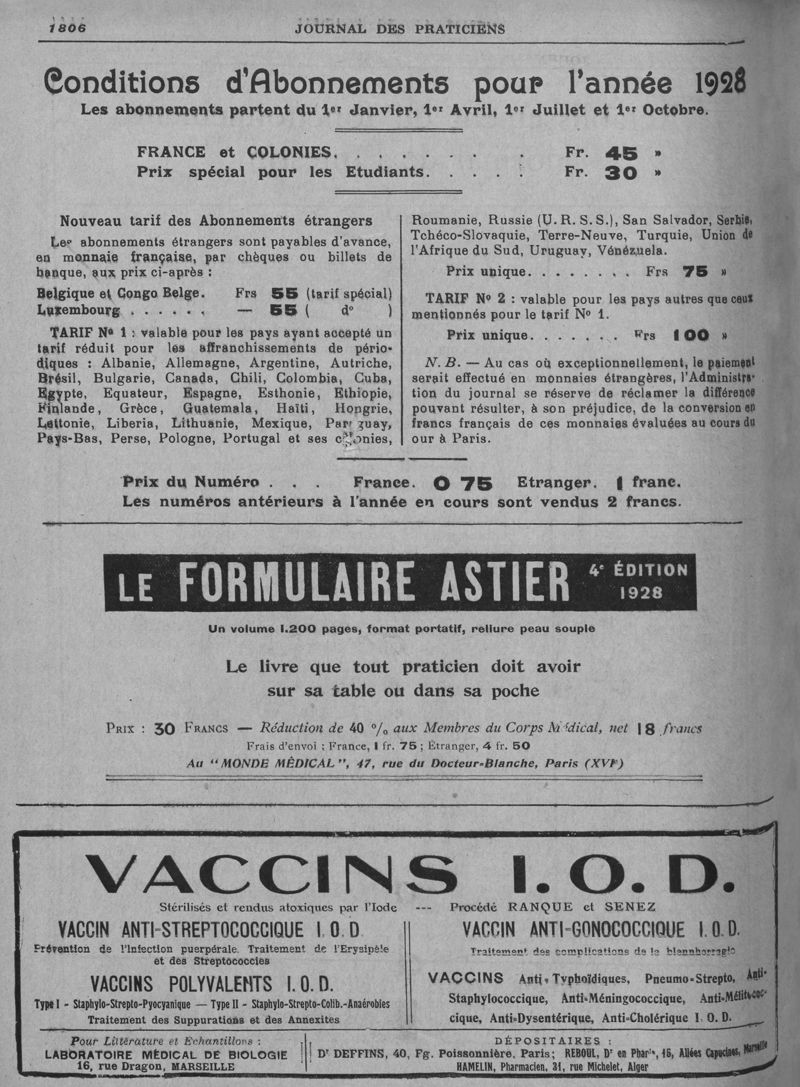 1806
JOURNAL DES PRATICIENS
Conditions d'Abonnements pour l'année 1928
Les abonnements partent du 1er Janvier, 1er Avril, 1er Juillet et 1er Octobre.
FRANCE et COLONIES. . . . . . . . Fr. 45 »
Prix spécial pour les Etudiants. . . . . Fr. 30 »
Nouveau tarif des Abonnements étrangers
Les abonnements étrangers sont payables d'avance,
en monnaie française, par chèques ou billets de
banque, aux prix ci-après :
Belgique et Congo Belge. Frs 55 (tarif spécial)
Luxembourg . . . . . . — 55 ( do )
TARIF No 1 : valable pour les pays ayant accepté un
tarif réduit pour les affranchissements de pério-
diques : Albanie, Allemagne, Argentine, Autriche,
Brésil, Bulgarie, Canada, Chili, Colombia, Cuba,
Egypte, Equateur, Espagne, Esthonie, Ethiopie,
Finlande, Grèce, Guatemala, Haïti, Hongrie,
Lettonie, Liberia, Lithuanie, Mexique, Paraguay,
Pays-Bas, Perse, Pologne, Portugal et ses colonies,
Roumanie, Russie (U. R. S. S.), San Salvador, Serbie,
Tchéco-Slovaquie, Terre-Neuve, Turquie, Union de
l'Afrique du Sud, Uruguay, Vénézuela.
Prix unique. . . . . . . . Frs 75 »
TARIF No 2 : valable pour les pays autres que ceux
mentionnés pour le tarif No 1.
Prix unique. . . . . . . Frs 100 »
N. B. — Au cas où exceptionnellement, le paiement
serait effectué en monnaies étrangères, l'Administra-
tion du journal se réserve de réclamer la différence
pouvant résulter, à son préjudice, de la conversion en
francs français de ces monnaies évaluées au cours du
our à Paris.
Prix du Numéro . . . France. 0 75 Etranger. 1 franc.
Les numéros antérieurs à l'année en cours sont vendus 2 francs.
LE FORMULAIRE ASTIER 4e ÉDITION 1928
Un volume 1.200 pages, format portatif, reliure peau souple
Le livre que tout praticien doit avoir
sur sa table ou dans sa poche
PRIX : 30 FRANCS — Réduction de 40 % aux Membres du Corps Médical, net 18 francs
Frais d'envoi : France, 1 fr. 75 ; Étranger, 4 fr. 50
Au "MONDE MÉDICAL", 47, rue du Docteur-Blanche, Paris (XVIe)
VACCINS I. O. D.
Stérilisés et rendus atoxiques par l'Iode --- Procédé RANQUE et SENEZ
VACCIN ANTI-STREPTOCOCCIQUE I. O. D
Prévention de l'Infection puerpérale. Traitement de l'Erysipèle
et des Streptococcies
VACCINS POLYVALENTS I. O. D.
Type I - Staphylo-Strepto-Pyocyanique — Type II - Staphylo-Strepto-Colib.-Anaérobies
Traitement des Suppurations et des Annexites
VACCIN ANTI-GONOCOCCIQUE I. O. D.
Traitement des complications de la blennhorragie
VACCINS Anti-Typhoïdiques, Pneumo-Strepto, Anti-
Staphylococcique, Anti-Méningococcique, Anti-Mélitococ-
cique, Anti-Dysentérique, Anti-Cholérique I. O. D.
Pour Littérature et Echantillons :
LABORATOIRE MÉDICAL DE BIOLOGIE
16, rue Dragon, MARSEILLE
DÉPOSITAIRES :
Dr DEFFINS, 40, Fg. Poissonnière, Paris; REBOUL, Dr en Pharie, 15, Allées Capucines, Marseille
HAMELIN, Pharmacien, 31, rue Michelet, Alger